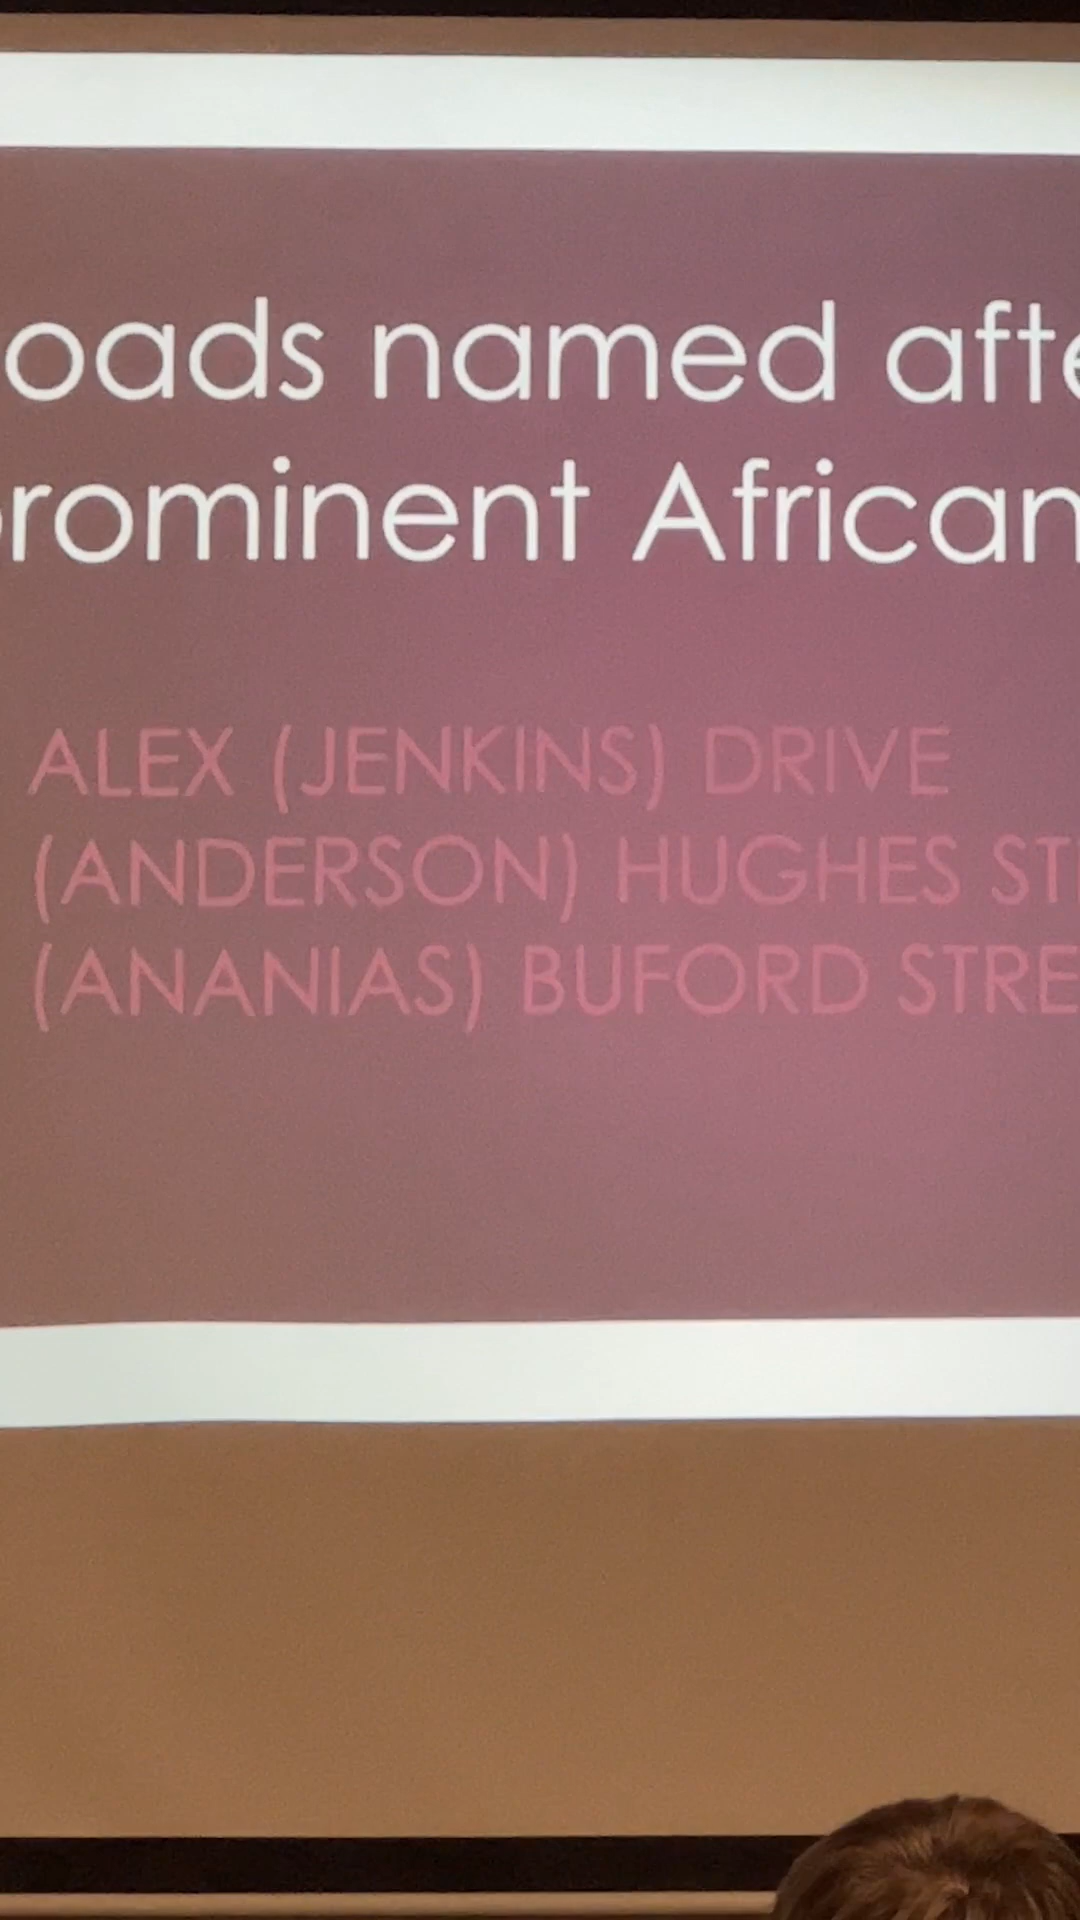 oads named afte
rominent African
ALEX (JENKINS) DRIVE
(ANDERSON) HUGHES ST
(ANANIAS) BUFORD STRE